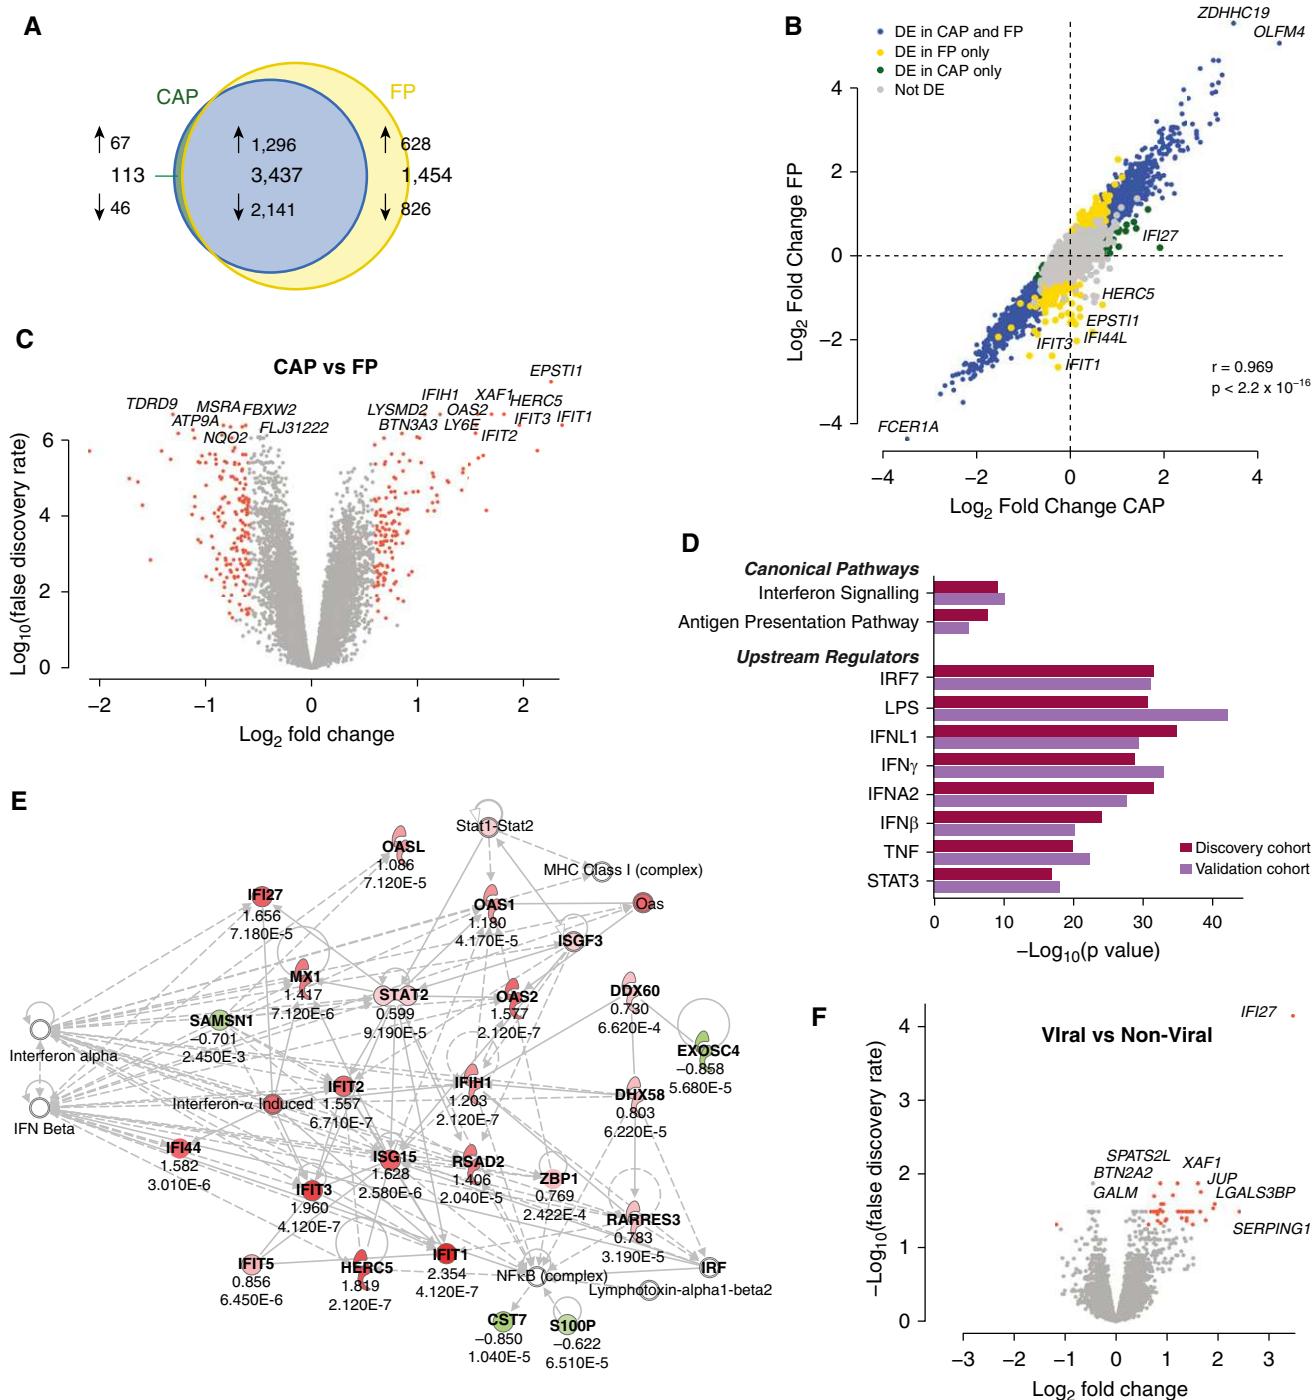 A
CAP
FP
67
113
46
1,296
3,437
2,141
628
1,454
826
B
DE in CAP and FP
DE in FP only
DE in CAP only
Not DE
ZDHHC19
OLFM4
IFI27
HERC5
EPSTI1
IFIT3
IFI44L
IFIT1
FCER1A
r = 0.969
p < 2.2 x 10⁻¹⁶
4
2
0
−2
−4
Log₂ Fold Change FP
−4
−2
0
2
4
Log₂ Fold Change CAP
C
CAP vs FP
EPSTI1
TDRD9
MSRA
FBXW2
ATP9A
NQO2
FLJ31222
LYSMD2
IFIH1
XAF1
OAS2
HERC5
BTN3A3
LY6E
IFIT3
IFIT1
IFIT2
6
4
2
0
Log₁₀(false discovery rate)
−2
−1
0
1
2
Log₂ fold change
D
Canonical Pathways
Interferon Signalling
Antigen Presentation Pathway
Upstream Regulators
IRF7
LPS
IFNL1
IFNγ
IFNA2
IFNβ
TNF
STAT3
Discovery cohort
Validation cohort
0
10
20
30
40
−Log₁₀(p value)
E
Stat1-Stat2
OASL
1.086
7.120E-5
MHC Class I (complex)
IFI27
1.656
7.180E-5
OAS1
1.180
4.170E-5
Oas
ISGF3
MX1
1.417
7.120E-6
STAT2
0.599
9.190E-5
OAS2
1.577
2.120E-7
DDX60
0.730
6.620E-4
SAMSN1
−0.701
2.450E-3
EXOSC4
−0.858
5.680E-5
Interferon alpha
IFIT2
1.557
6.710E-7
IFIH1
1.203
2.120E-7
DHX58
0.803
6.220E-5
Interferon-α Induced
IFN Beta
IFI44
1.582
3.010E-6
ISG15
1.628
2.580E-6
RSAD2
1.406
2.040E-5
ZBP1
0.769
2.422E-4
IFIT3
1.960
4.120E-7
RARRES3
0.783
3.190E-5
IFIT5
0.856
6.450E-6
HERC5
1.819
2.120E-7
IFIT1
2.354
4.120E-7
NFκB (complex)
IRF
Lymphotoxin-alpha1-beta2
CST7
−0.850
1.040E-5
S100P
−0.622
6.510E-5
F
VIral vs Non-Viral
IFI27
SPATS2L
XAF1
BTN2A2
JUP
GALM
LGALS3BP
SERPING1
4
3
2
1
0
−Log₁₀(false discovery rate)
−3
−2
−1
0
1
2
3
Log₂ fold change